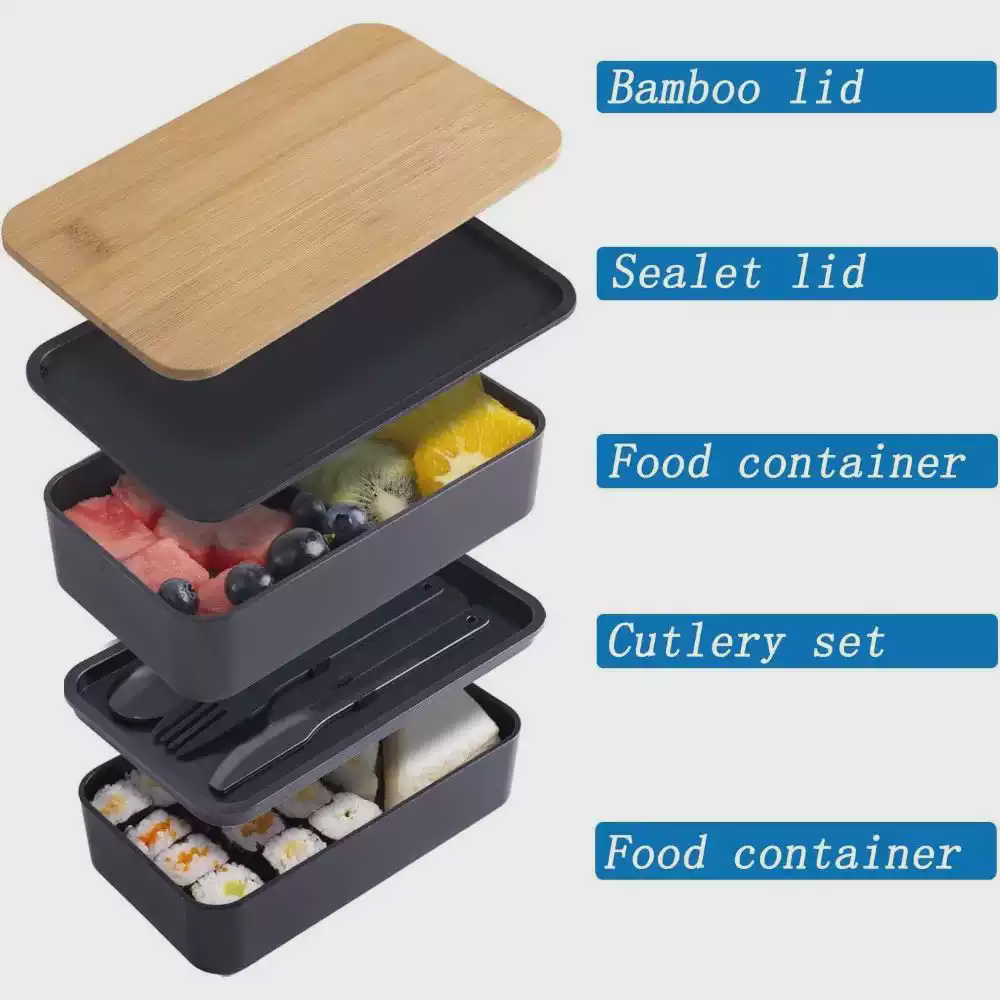 Bamboo lid
Sealet lid
Food container
Cutlery set
Food container